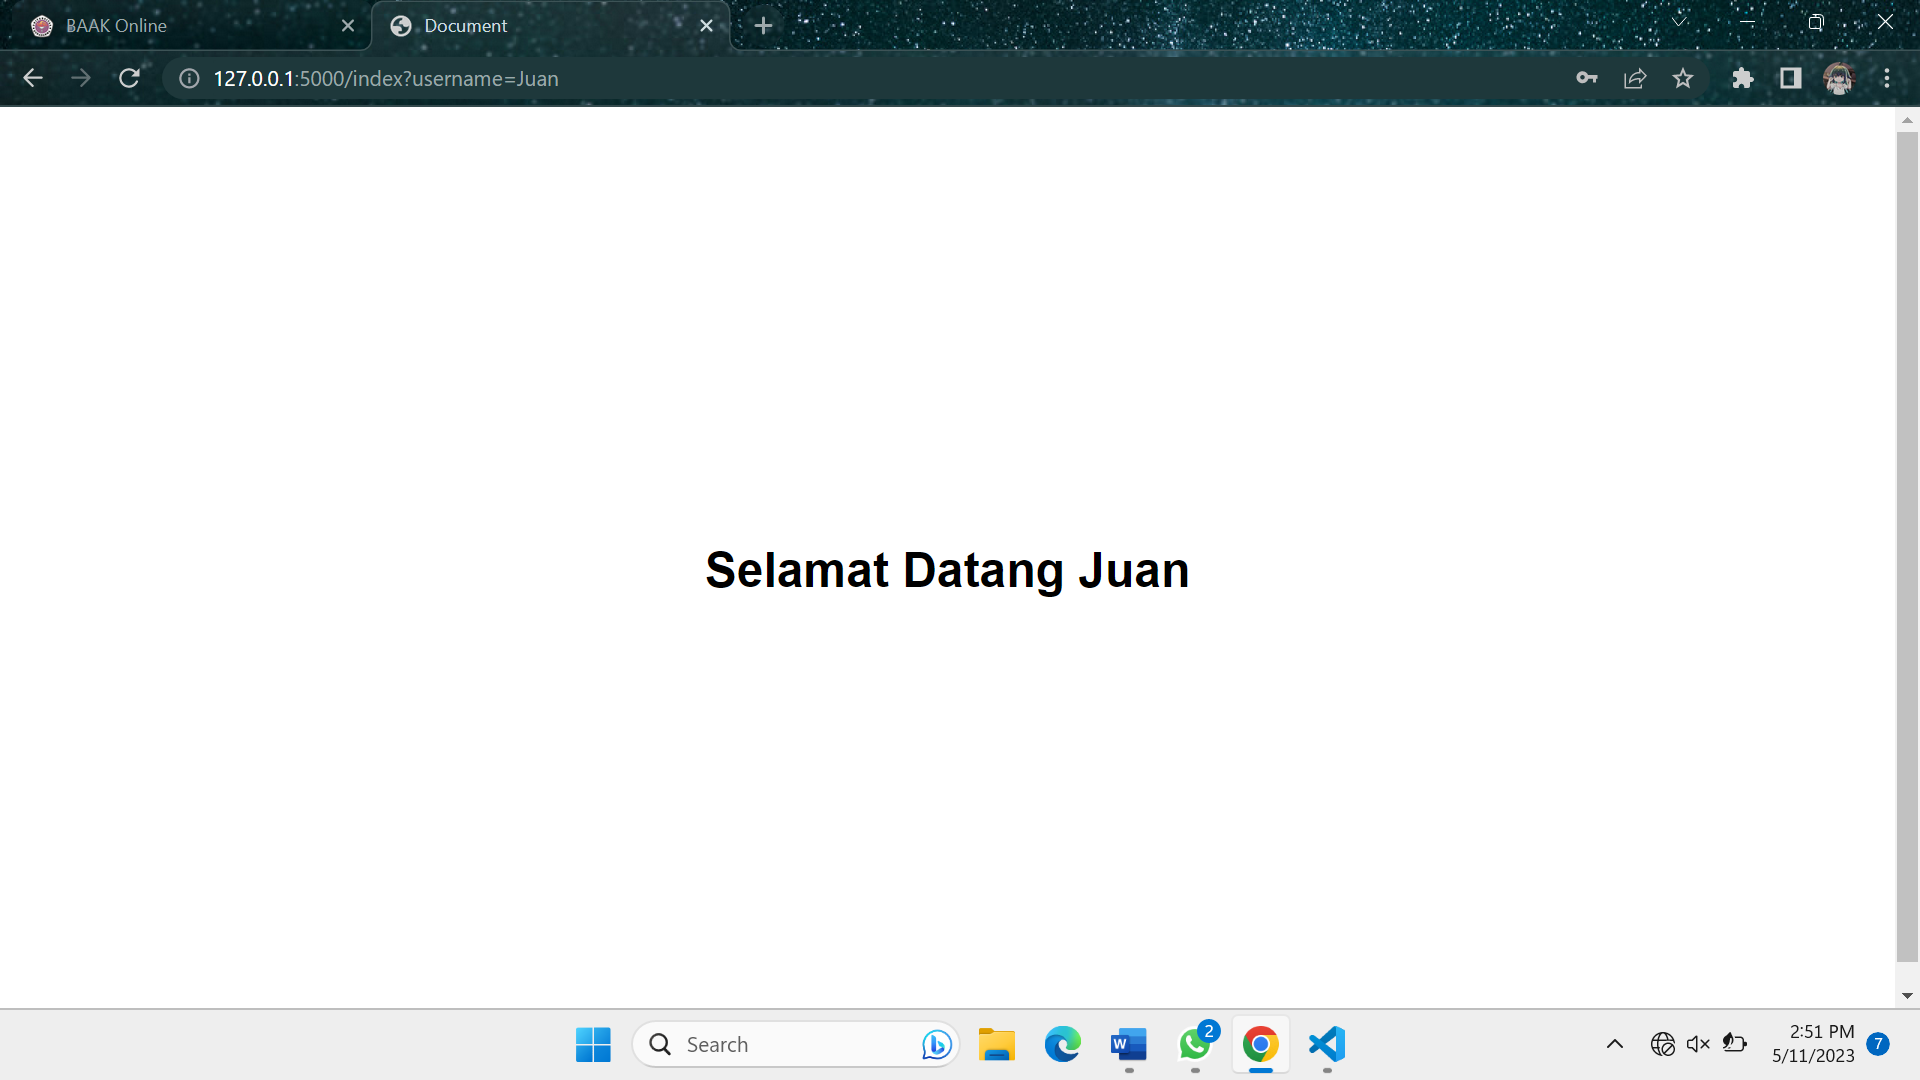 BAAK Online
Document
127.0.0.1:5000/index?username=Juan
Selamat Datang Juan
Search
W
2
2:51 PM
5/11/2023
7